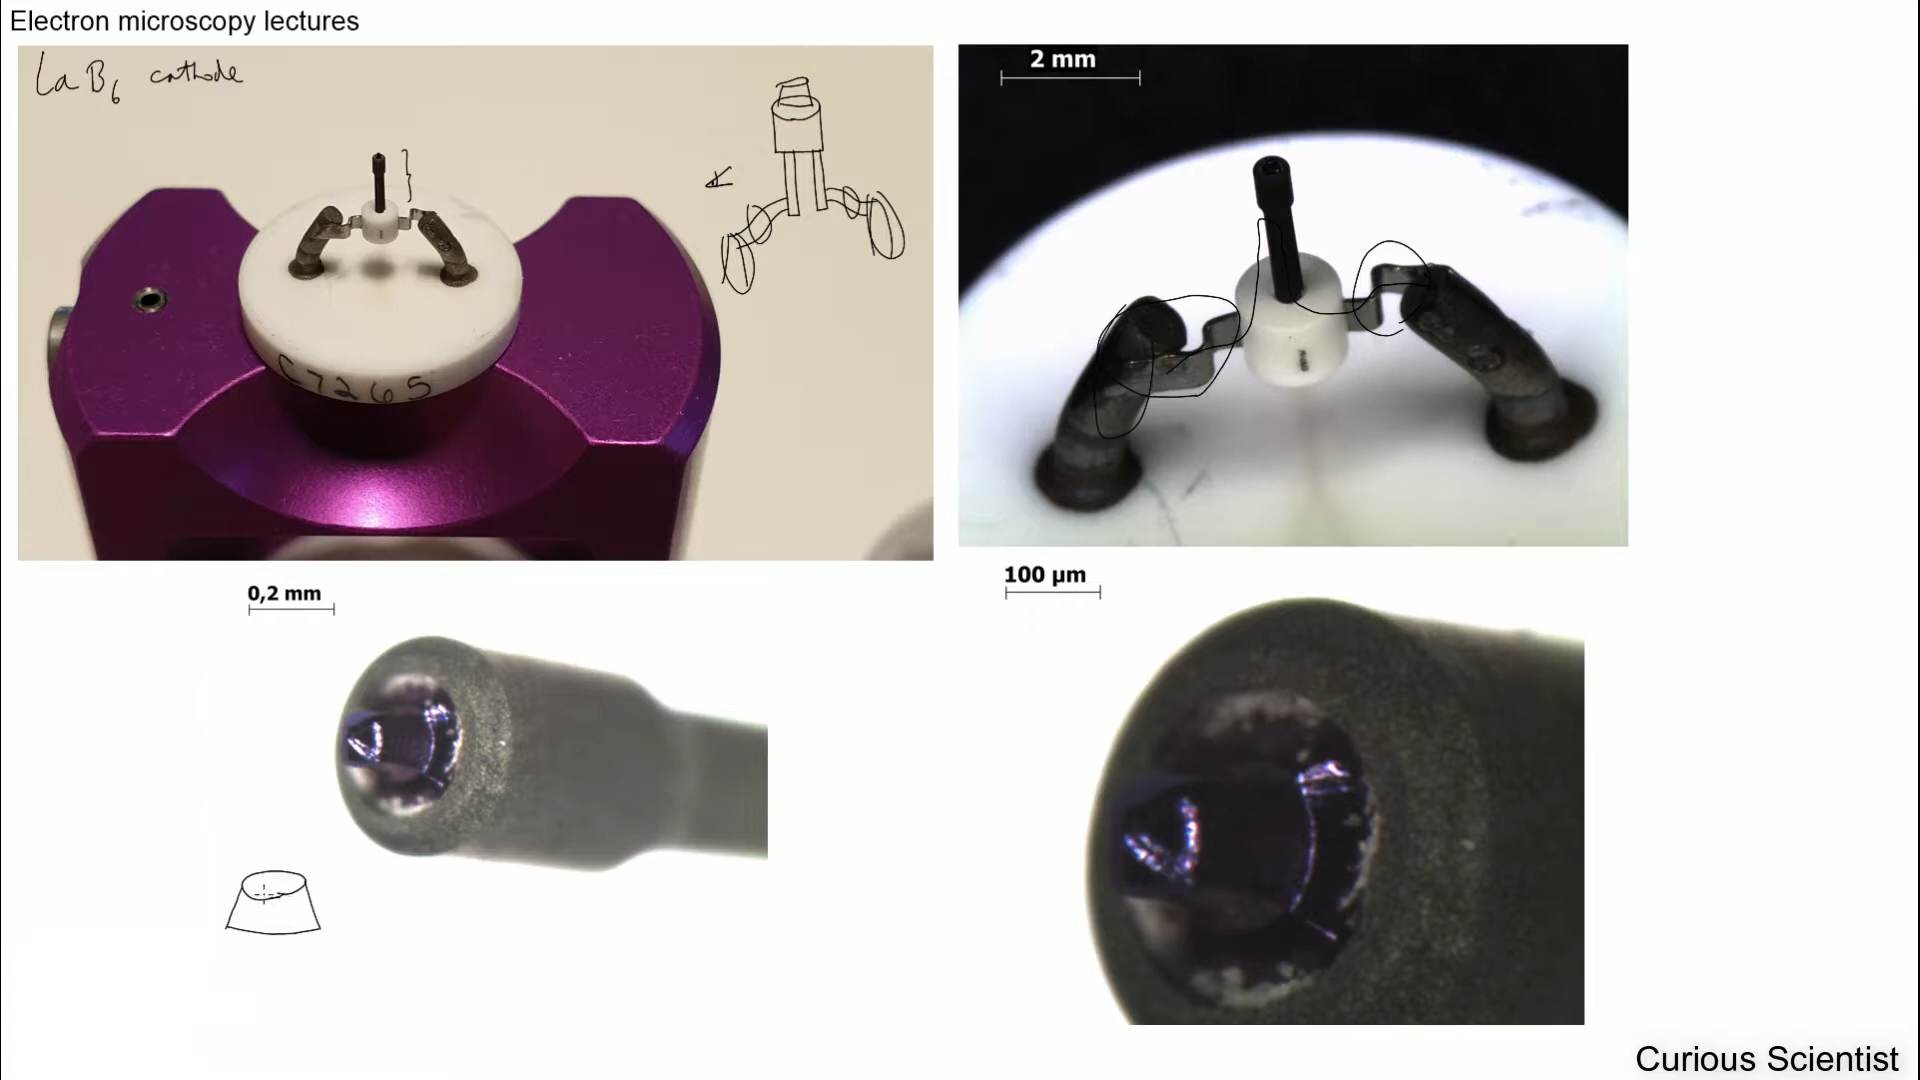 Electron microscopy lectures
LaB6 cathode
2 mm
C7265
0,2 mm
100 µm
Curious Scientist